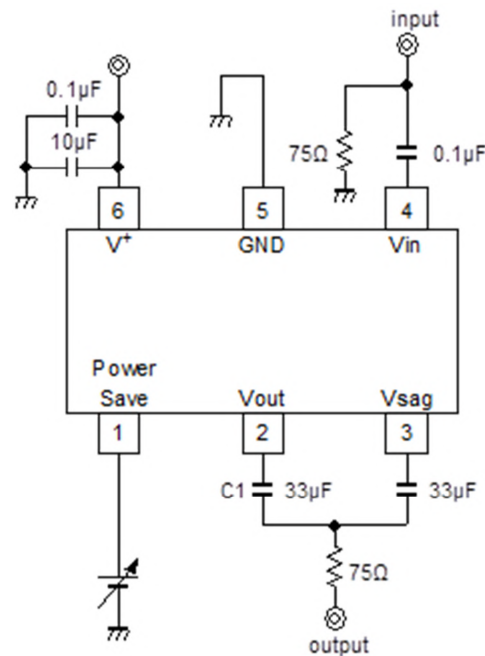 input
0.1µF
10µF
75Ω
0.1µF
6
5
4
V+
GND
Vin
Power
Save
Vout
Vsag
1
2
3
C1
33µF
33µF
75Ω
output